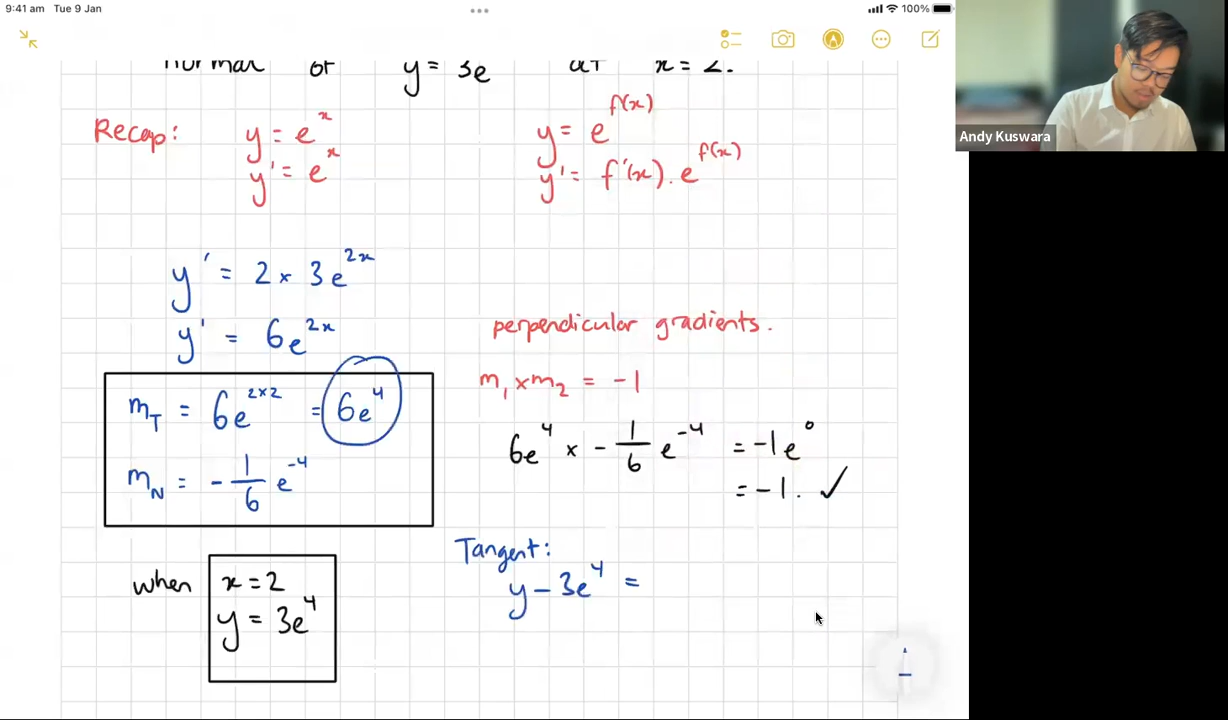 9:41 am Tue 9 Jan
100%
normal of y = 3e at x = 2.
Recap: y = e^x
y' = e^x
y = e^f(x)
y' = f'(x) . e^f(x)
y' = 2 × 3e^2x
y' = 6e^2x
m_T = 6e^2×2 = 6e^4
m_N = - 1/6 e^-4
perpendicular gradients.
m_1 × m_2 = -1
6e^4 × - 1/6 e^-4 = -1e^0
= -1. ✓
when x = 2
y = 3e^4
Tangent:
y - 3e^4 =
Andy Kuswara